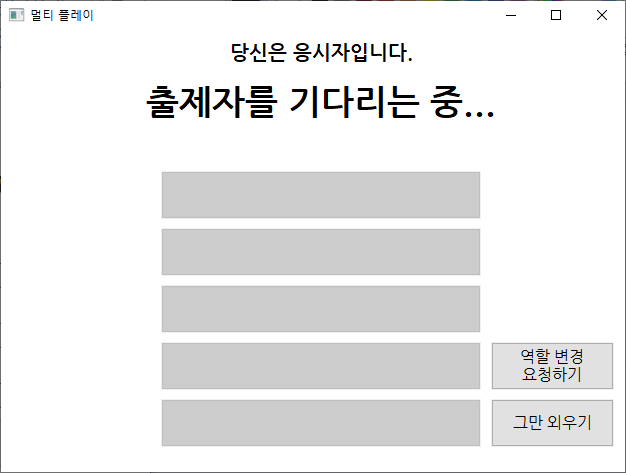 멀티 플레이
당신은 응시자입니다.
출제자를 기다리는 중...
역할 변경
요청하기
그만 외우기